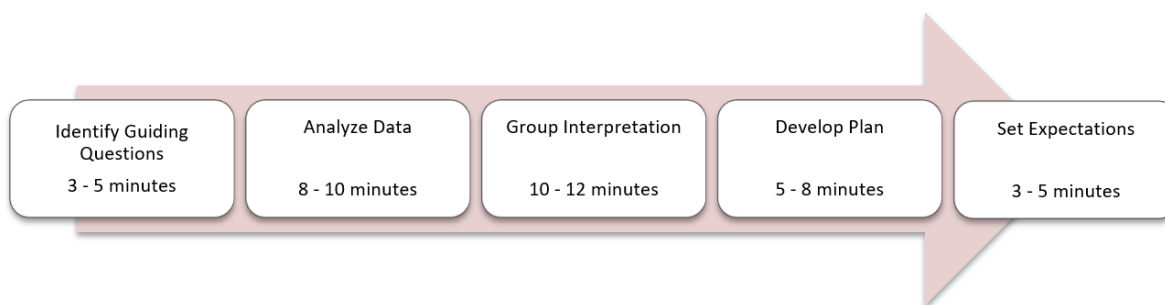 Identify Guiding
Questions
3 - 5 minutes
Analyze Data
8 - 10 minutes
Group Interpretation
10 - 12 minutes
Develop Plan
5 - 8 minutes
Set Expectations
3 - 5 minutes